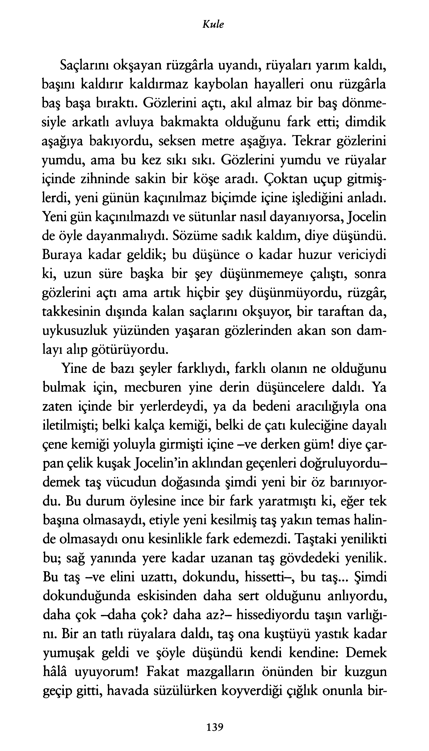 Kule
Saçlarını okşayan rüzgârla uyandı, rüyaları yarım kaldı,
başını kaldırır kaldırmaz kaybolan hayalleri onu rüzgârla
baş başa bıraktı. Gözlerini açtı, akıl almaz bir baş dönme-
siyle arkatlı avluya bakmakta olduğunu fark etti; dimdik
aşağıya bakıyordu, seksen metre aşağıya. Tekrar gözlerini
yumdu, ama bu kez sıkı sıkı. Gözlerini yumdu ve rüyalar
içinde zihninde sakin bir köşe aradı. Çoktan uçup gitmiş-
lerdi, yeni günün kaçınılmaz biçimde içine işlediğini anladı.
Yeni gün kaçınılmazdı ve sütunlar nasıl dayanıyorsa, Jocelin
de öyle dayanmalıydı. Sözüme sadık kaldım, diye düşündü.
Buraya kadar geldik; bu düşünce o kadar huzur vericiydi
ki, uzun süre başka bir şey düşünmemeye çalıştı, sonra
gözlerini açtı ama artık hiçbir şey düşünmüyordu, rüzgâr,
takkesinin dışında kalan saçlarını okşuyor, bir taraftan da,
uykusuzluk yüzünden yaşaran gözlerinden akan son dam-
layı alıp götürüyordu.
Yine de bazı şeyler farklıydı, farklı olanın ne olduğunu
bulmak için, mecburen yine derin düşüncelere daldı. Ya
zaten içinde bir yerlerdeydi, ya da bedeni aracılığıyla ona
iletilmişti; belki kalça kemiği, belki de çatı kuleciğine dayalı
çene kemiği yoluyla girmişti içine –ve derken güm! diye çar-
pan çelik kuşak Jocelin'in aklından geçenleri doğruluyordu–
demek taş vücudun doğasında şimdi yeni bir öz barınıyor-
du. Bu durum öylesine ince bir fark yaratmıştı ki, eğer tek
başına olmasaydı, etiyle yeni kesilmiş taş yakın temas halin-
de olmasaydı onu kesinlikle fark edemezdi. Taştaki yenilikti
bu; sağ yanında yere kadar uzanan taş gövdedeki yenilik.
Bu taş –ve elini uzattı, dokundu, hissetti–, bu taş... Şimdi
dokunduğunda eskisinden daha sert olduğunu anlıyordu,
daha çok –daha çok? daha az?– hissediyordu taşın varlığı-
nı. Bir an tatlı rüyalara daldı, taş ona kuştüyü yastık kadar
yumuşak geldi ve şöyle düşündü kendi kendine: Demek
hâlâ uyuyorum! Fakat mazgalların önünden bir kuzgun
geçip gitti, havada süzülürken koyverdiği çığlık onunla bir-
139